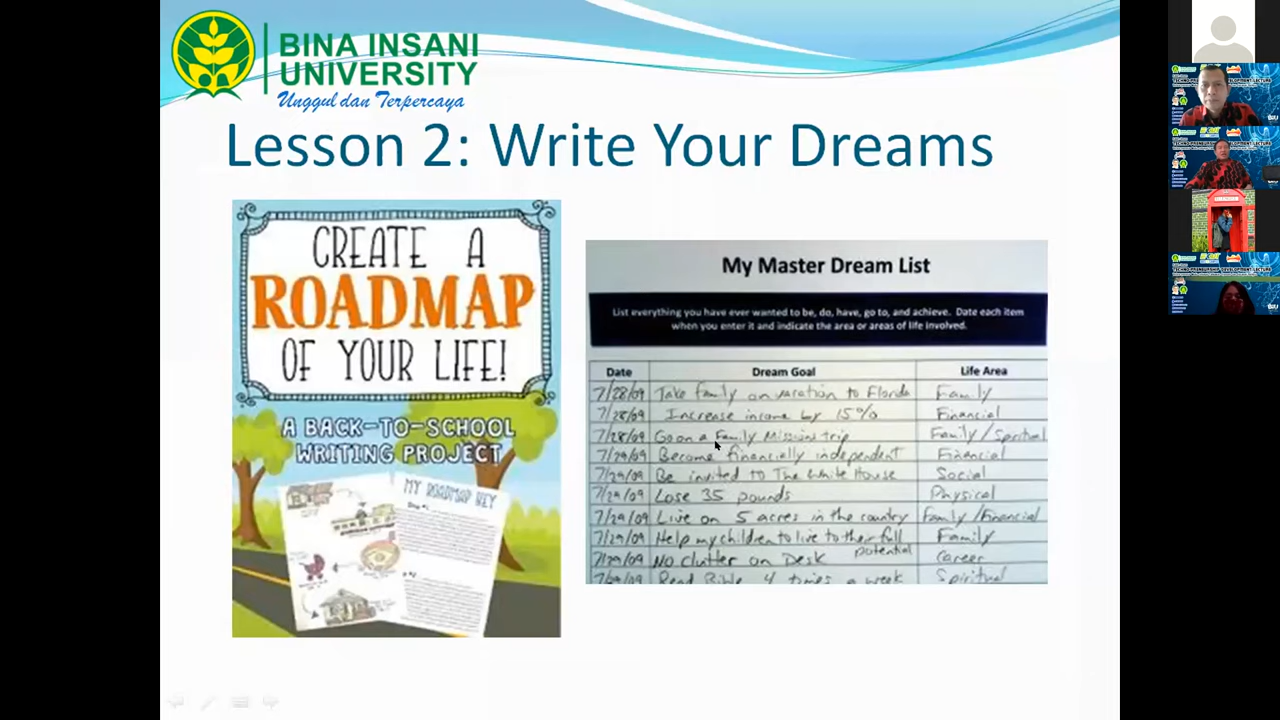 BINA INSANI
UNIVERSITY
Unggul dan Terpercaya
Lesson 2: Write Your Dreams
CREATE A
ROADMAP
OF YOUR LIFE!
A BACK-TO-SCHOOL
WRITING PROJECT
MY ROADMAP KEY
My Master Dream List
List everything you have ever wanted to be, do, have, go to, and achieve. Date each item
when you enter it and indicate the area or areas of life involved.
Date Dream Goal Life Area
7/28/09 Take family on vacation to Florida Family
7/28/09 Increase income by 15% Financial
7/28/09 Go on a Family Missions trip Family/Spiritual
7/29/09 Become financially independent Financial
7/29/09 Be invited to The White House Social
7/29/09 Lose 35 pounds Physical
7/29/09 Live on 5 acres in the country Family/Financial
7/29/09 Help my children to live to their full potential Family
7/29/09 No clutter on Desk Career
7/29/09 Read Bible 4 times a week Spiritual